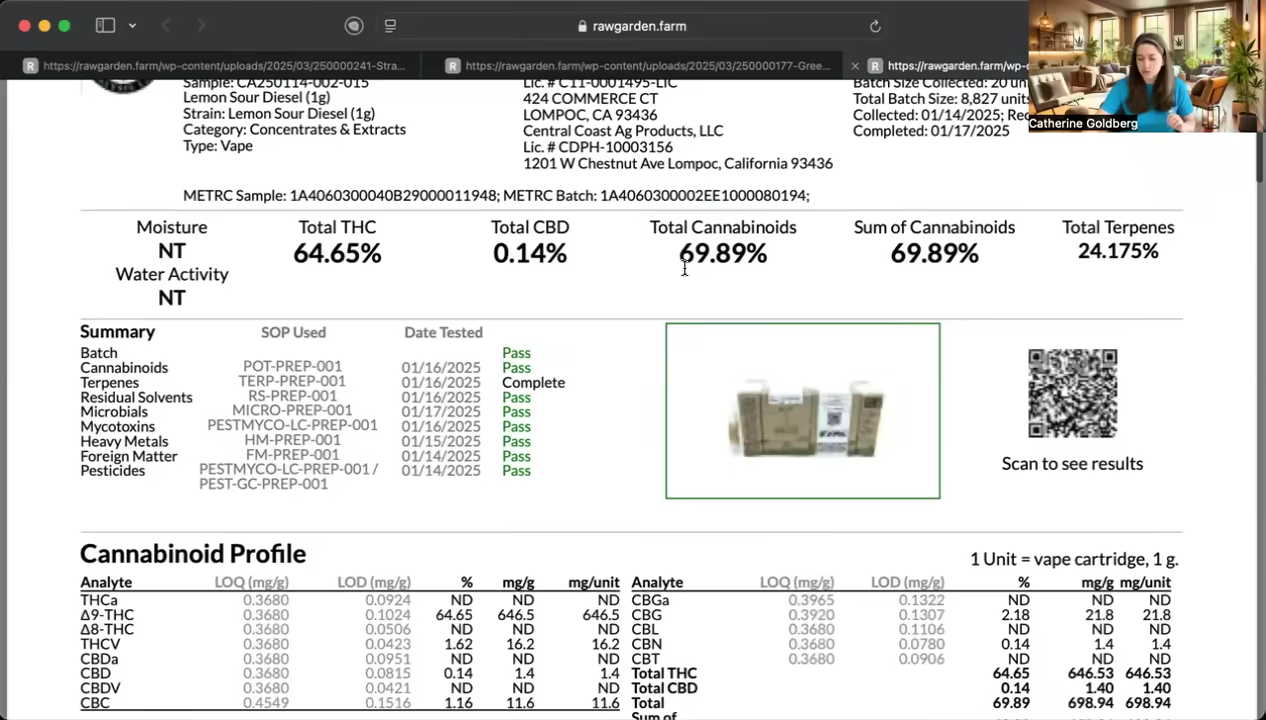 rawgarden.farm
https://rawgarden.farm/wp-content/uploads/2025/03/250000241-Stra...
https://rawgarden.farm/wp-content/uploads/2025/03/250000177-Gree...
https://rawgarden.farm/wp-c
Catherine Goldberg
Sample: CA250114-002-015
Lemon Sour Diesel (1g)
Strain: Lemon Sour Diesel (1g)
Category: Concentrates & Extracts
Type: Vape
Lic. # C11-0001495-LIC
424 COMMERCE CT
LOMPOC, CA 93436
Central Coast Ag Products, LLC
Lic. # CDPH-10003156
1201 W Chestnut Ave Lompoc, California 93436
Batch Size Collected: 20 un
Total Batch Size: 8,827 units
Collected: 01/14/2025; Rec
Completed: 01/17/2025
METRC Sample: 1A4060300040B29000011948; METRC Batch: 1A4060300002EE1000080194;
Moisture
NT
Water Activity
NT
Total THC
64.65%
Total CBD
0.14%
Total Cannabinoids
69.89%
Sum of Cannabinoids
69.89%
Total Terpenes
24.175%
Summary SOP Used Date Tested
Batch Pass
Cannabinoids POT-PREP-001 01/16/2025 Pass
Terpenes TERP-PREP-001 01/16/2025 Complete
Residual Solvents RS-PREP-001 01/16/2025 Pass
Microbials MICRO-PREP-001 01/17/2025 Pass
Mycotoxins PESTMYCO-LC-PREP-001 01/16/2025 Pass
Heavy Metals HM-PREP-001 01/15/2025 Pass
Foreign Matter FM-PREP-001 01/14/2025 Pass
Pesticides PESTMYCO-LC-PREP-001 / 01/14/2025 Pass
PEST-GC-PREP-001
Scan to see results
Cannabinoid Profile
1 Unit = vape cartridge, 1 g.
Analyte LOQ (mg/g) LOD (mg/g) % mg/g mg/unit
THCa 0.3680 0.0924 ND ND ND
Δ9-THC 0.3680 0.1024 64.65 646.5 646.5
Δ8-THC 0.3680 0.0506 ND ND ND
THCV 0.3680 0.0423 1.62 16.2 16.2
CBDa 0.3680 0.0951 ND ND ND
CBD 0.3680 0.0815 0.14 1.4 1.4
CBDV 0.3680 0.0421 ND ND ND
CBC 0.4549 0.1516 1.16 11.6 11.6
Analyte LOQ (mg/g) LOD (mg/g) % mg/g mg/unit
CBGa 0.3965 0.1322 ND ND ND
CBG 0.3920 0.1307 2.18 21.8 21.8
CBL 0.3680 0.1106 ND ND ND
CBN 0.3680 0.0780 0.14 1.4 1.4
CBT 0.3680 0.0906 ND ND ND
Total THC 64.65 646.53 646.53
Total CBD 0.14 1.40 1.40
Total 69.89 698.94 698.94
Sum of